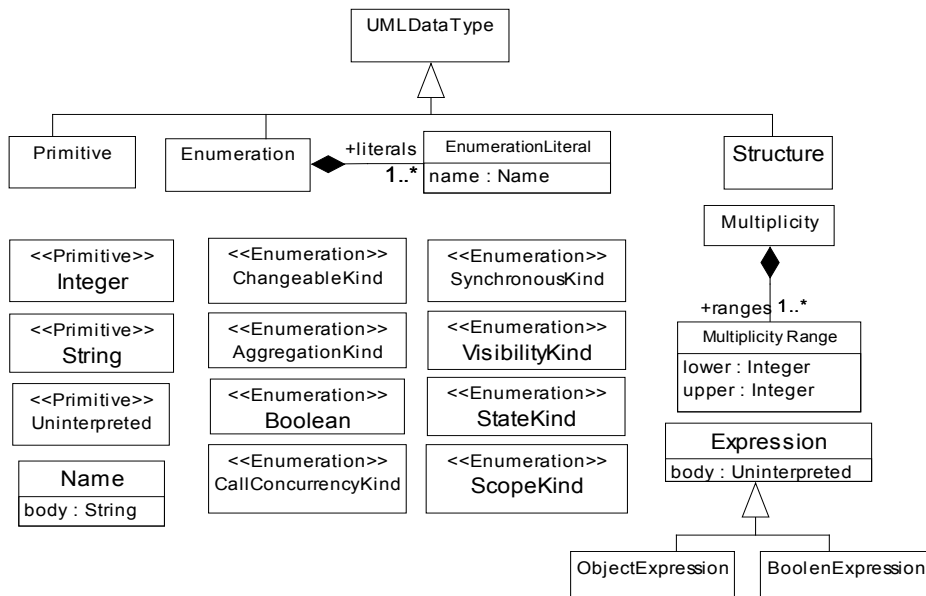 UMLDataType
Primitive
Enumeration
+literals
1..*
EnumerationLiteral
name : Name
Structure
Multiplicity
+ranges
1..*
Multiplicity Range
lower : Integer
upper : Integer
<<Primitive>>
Integer
<<Enumeration>>
ChangeableKind
<<Enumeration>>
SynchronousKind
<<Primitive>>
String
<<Enumeration>>
AggregationKind
<<Enumeration>>
VisibilityKind
<<Primitive>>
Uninterpreted
<<Enumeration>>
Boolean
<<Enumeration>>
StateKind
Name
body : String
<<Enumeration>>
CallConcurrencyKind
<<Enumeration>>
ScopeKind
Expression
body : Uninterpreted
ObjectExpression
BoolenExpression